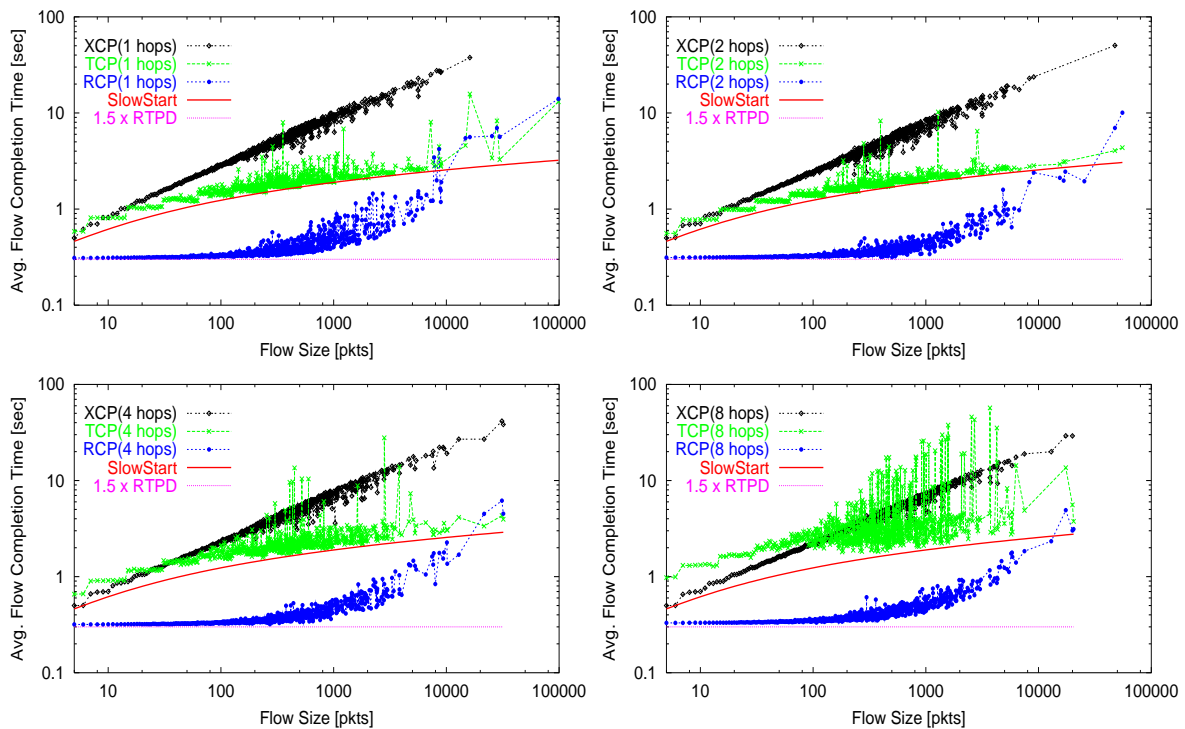 100
10
1
0.1
Avg. Flow Completion Time [sec]
XCP(1 hops)
TCP(1 hops)
RCP(1 hops)
SlowStart
1.5 x RTPD
10 100 1000 10000 100000
Flow Size [pkts]
100
10
1
0.1
Avg. Flow Completion Time [sec]
XCP(2 hops)
TCP(2 hops)
RCP(2 hops)
SlowStart
1.5 x RTPD
10 100 1000 10000 100000
Flow Size [pkts]
100
10
1
0.1
Avg. Flow Completion Time [sec]
XCP(4 hops)
TCP(4 hops)
RCP(4 hops)
SlowStart
1.5 x RTPD
10 100 1000 10000 100000
Flow Size [pkts]
100
10
1
0.1
Avg. Flow Completion Time [sec]
XCP(8 hops)
TCP(8 hops)
RCP(8 hops)
SlowStart
1.5 x RTPD
10 100 1000 10000 100000
Flow Size [pkts]